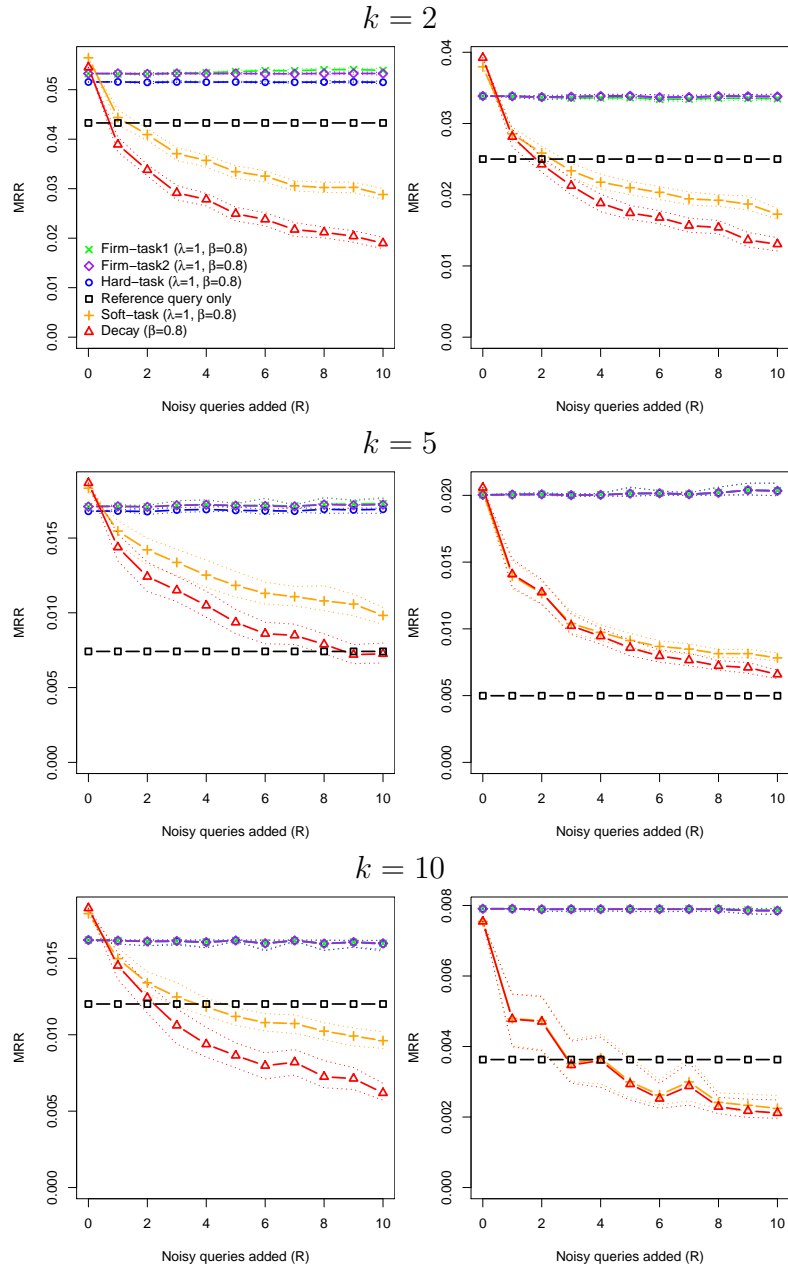 k = 2
MRR
0.00
0.01
0.02
0.03
0.04
0.05
Firm−task1 (λ=1, β=0.8)
Firm−task2 (λ=1, β=0.8)
Hard−task (λ=1, β=0.8)
Reference query only
Soft−task (λ=1, β=0.8)
Decay (β=0.8)
0 2 4 6 8 10
Noisy queries added (R)
MRR
0.00
0.01
0.02
0.03
0.04
0 2 4 6 8 10
Noisy queries added (R)
k = 5
MRR
0.000
0.005
0.010
0.015
0 2 4 6 8 10
Noisy queries added (R)
MRR
0.000
0.005
0.010
0.015
0.020
0 2 4 6 8 10
Noisy queries added (R)
k = 10
MRR
0.000
0.005
0.010
0.015
0 2 4 6 8 10
Noisy queries added (R)
MRR
0.000
0.002
0.004
0.006
0.008
0 2 4 6 8 10
Noisy queries added (R)